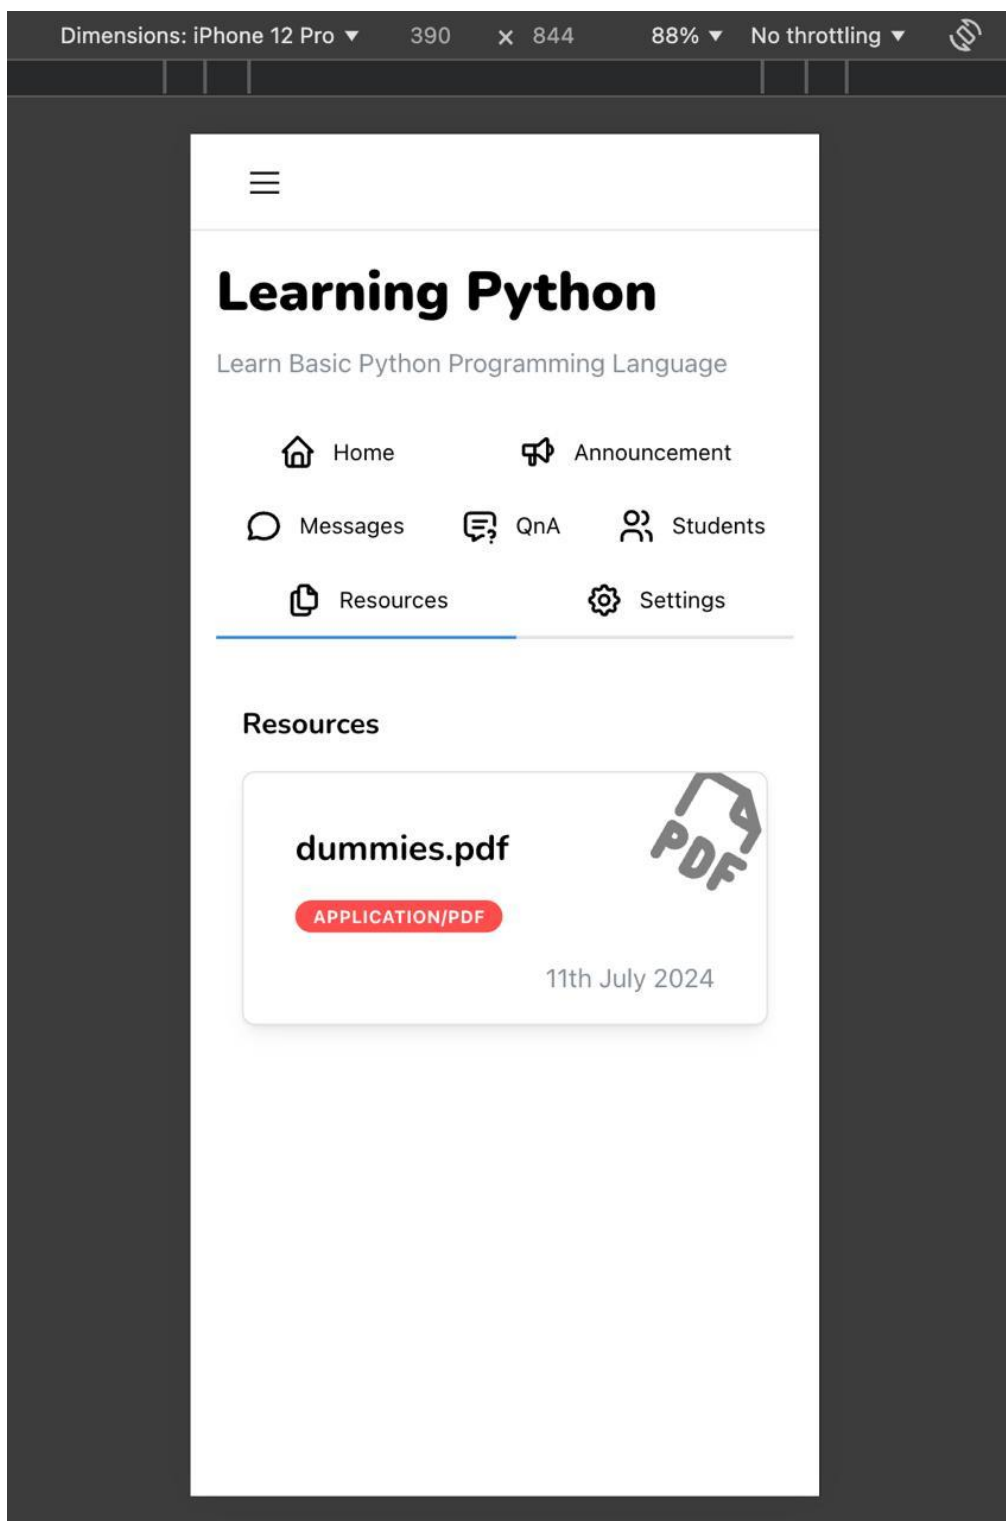 Dimensions: iPhone 12 Pro ▼ 390 × 844 88% ▼ No throttling ▼
Learning Python
Learn Basic Python Programming Language
Home Announcement
Messages QnA Students
Resources Settings
Resources
PDF
dummies.pdf
APPLICATION/PDF
11th July 2024